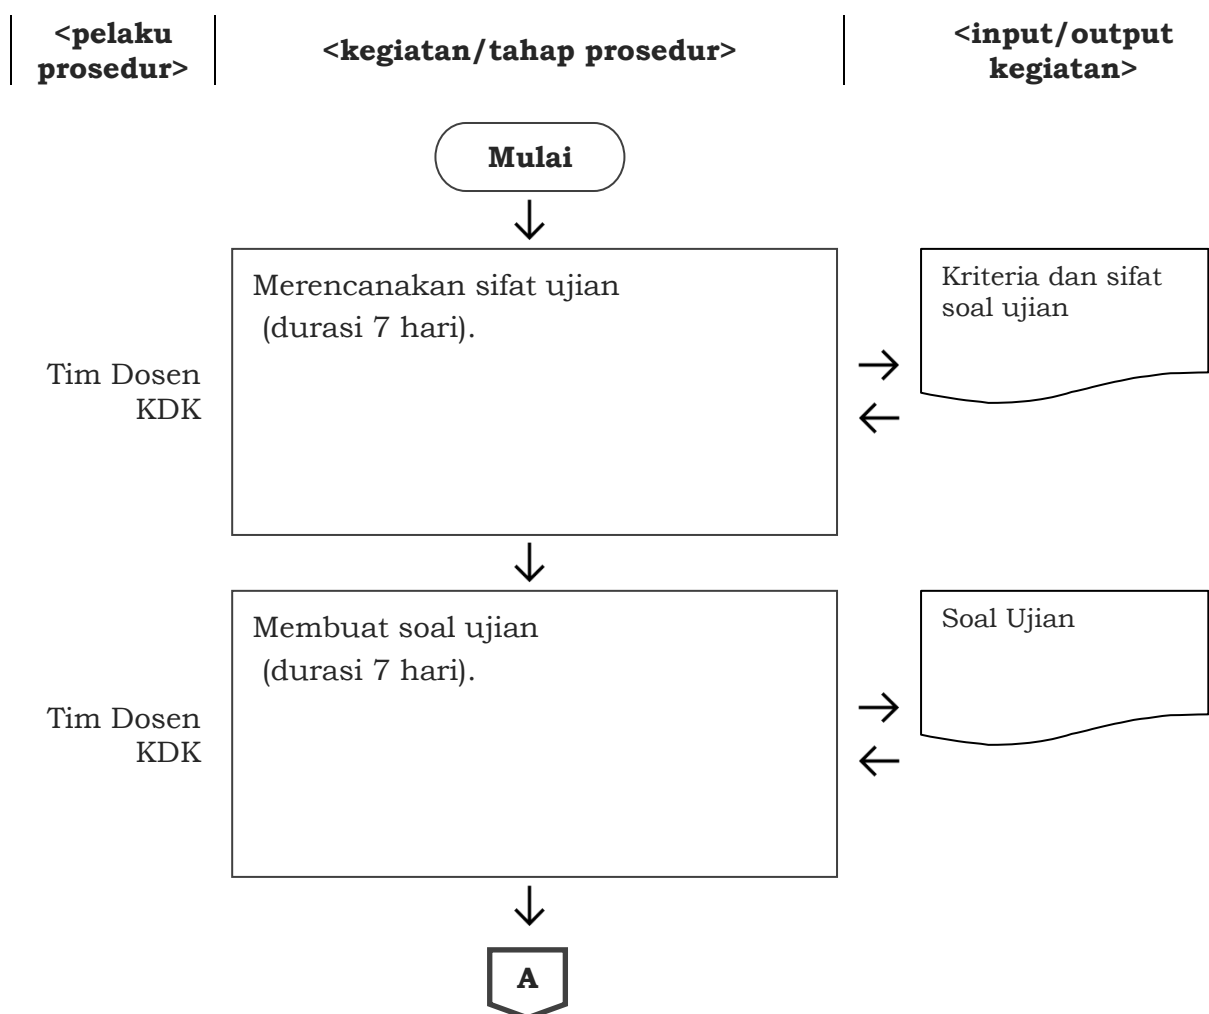 <pelaku
prosedur>
<kegiatan/tahap prosedur>
<input/output
kegiatan>
Mulai
Merencanakan sifat ujian
(durasi 7 hari).
Tim Dosen
KDK
Kriteria dan sifat
soal ujian
Membuat soal ujian
(durasi 7 hari).
Tim Dosen
KDK
Soal Ujian
A